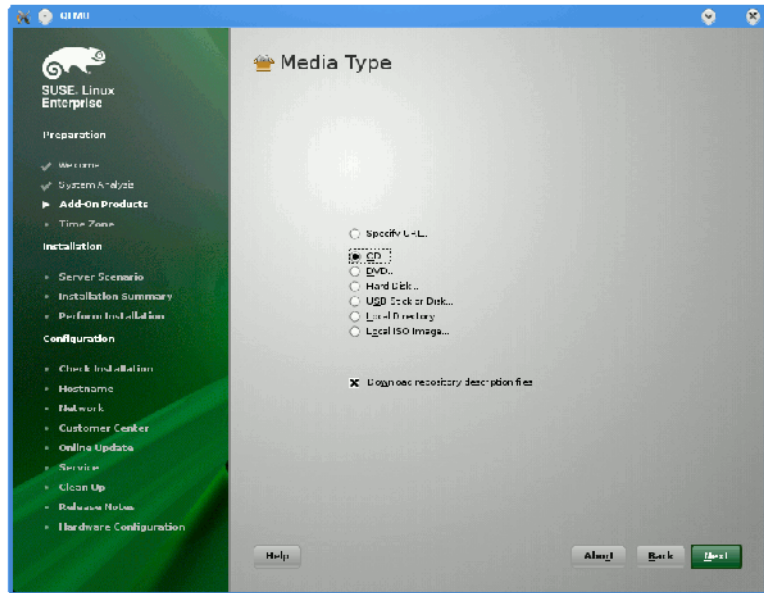 QEMU
SUSE. Linux
Enterprise
Preparation
Welcome
System Analysis
Add-On Products
Time Zone
Installation
Server Scenario
Installation Summary
Perform Installation
Configuration
Check Installation
Hostname
Network
Customer Center
Online Update
Service
Clean Up
Release Notes
Hardware Configuration
Media Type
Specify URL...
CD...
DVD...
Hard Disk...
USB Stick or Disk...
Local Directory...
Local ISO Image...
Download repository description files
Help
Abort
Back
Next